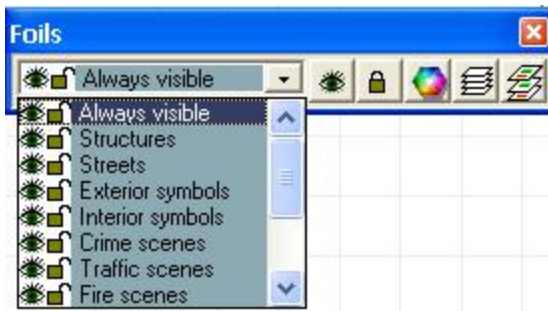 Foils
Always visible
Always visible
Structures
Streets
Exterior symbols
Interior symbols
Crime scenes
Traffic scenes
Fire scenes